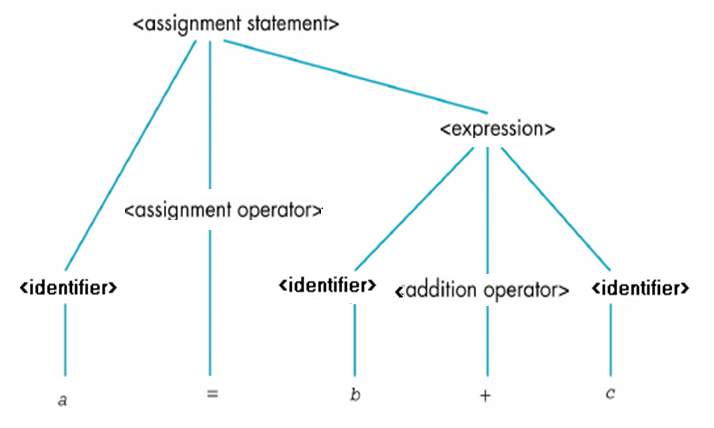 <assignment statement>
<expression>
<assignment operator>
<identifier> <identifier> <addition operator> <identifier>
a = b + c